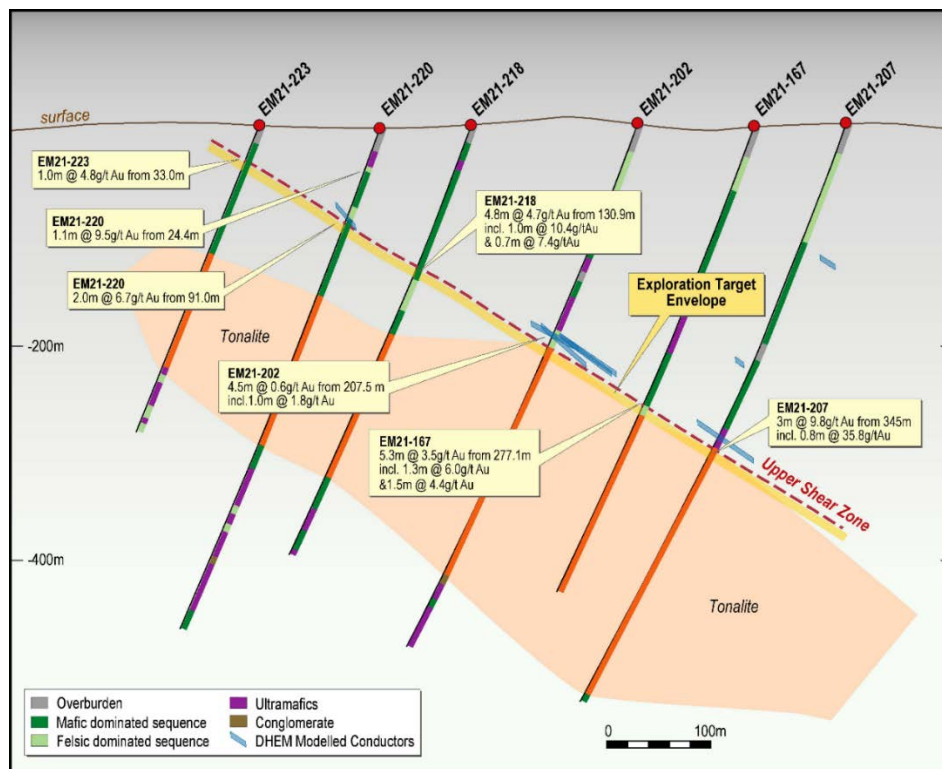 EM21-223
EM21-220
EM21-218
EM21-202
EM21-167
EM21-207
surface
EM21-223
1.0m @ 4.8g/t Au from 33.0m
EM21-220
1.1m @ 9.5g/t Au from 24.4m
EM21-218
4.8m @ 4.7g/t Au from 130.9m
incl. 1.0m @ 10.4g/tAu
& 0.7m @ 7.4g/tAu
EM21-220
2.0m @ 6.7g/t Au from 91.0m
Exploration Target
Envelope
Tonalite
-200m
EM21-202
4.5m @ 0.6g/t Au from 207.5 m
incl.1.0m @ 1.8g/tAu
EM21-207
3m @ 9.8g/t Au from 345m
incl. 0.8m @ 35.8g/tAu
EM21-167
5.3m @ 3.5g/t Au from 277.1m
incl. 1.3m @ 6.0g/tAu
&1.5m @ 4.4g/tAu
Upper Shear Zone
-400m
Tonalite
Overburden
Mafic dominated sequence
Felsic dominated sequence
Ultramafics
Conglomerate
DHEM Modelled Conductors
0 100m